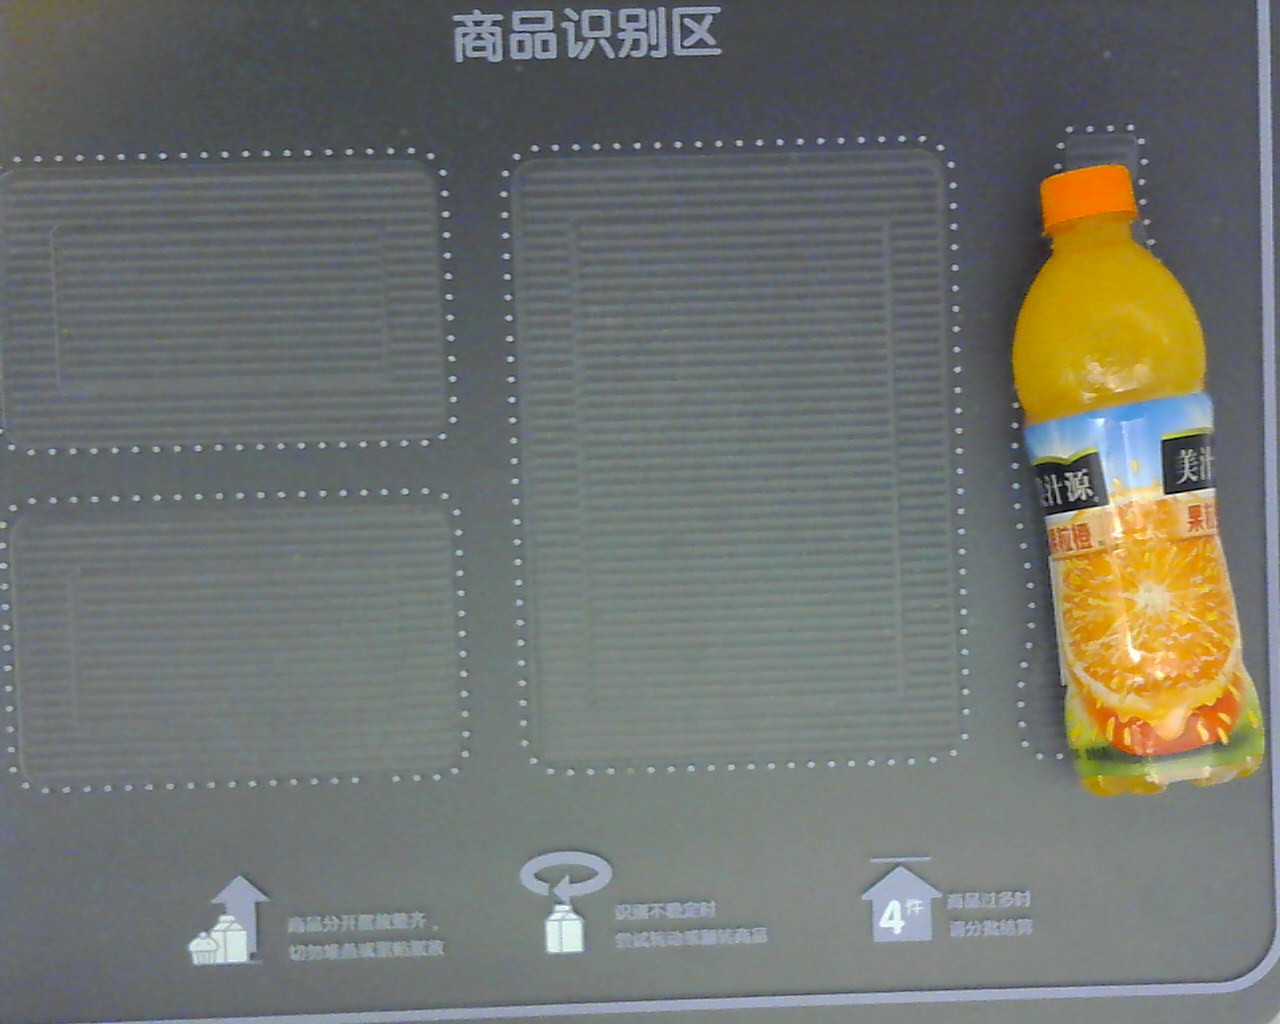 商品识别区
汁源
美汁
果粒橙
果粒
商品分开摆放整齐，
切勿堆叠或紧贴摆放
识别不稳定时
尝试转动或翻转商品
4件
商品过多时
请分批结算